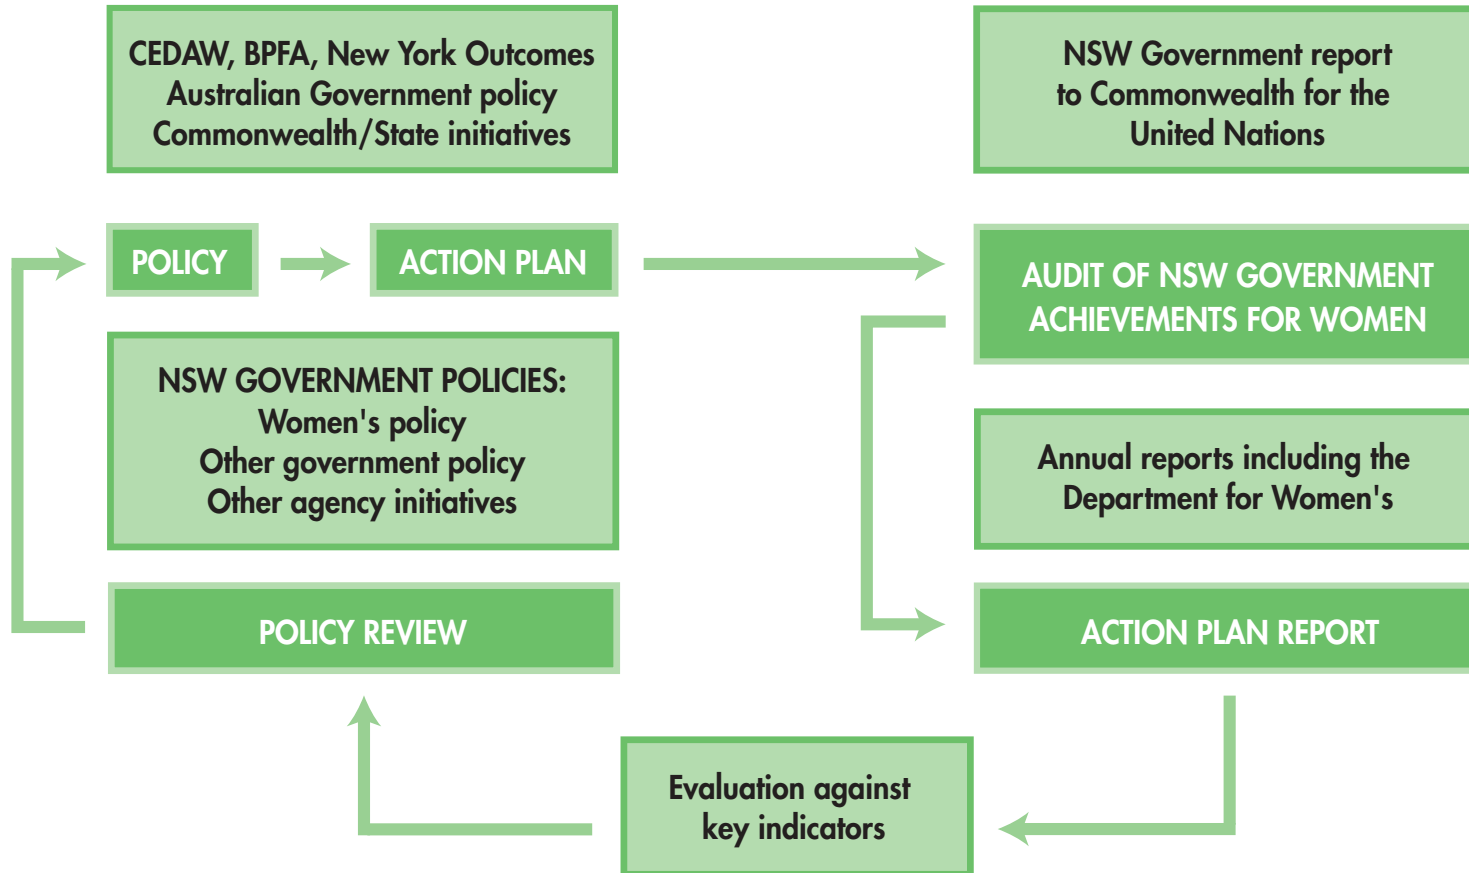 CEDAW, BPFA, New York Outcomes
Australian Government policy
Commonwealth/State initiatives
NSW Government report
to Commonwealth for the
United Nations
POLICY
ACTION PLAN
AUDIT OF NSW GOVERNMENT
ACHIEVEMENTS FOR WOMEN
NSW GOVERNMENT POLICIES:
Women's policy
Other government policy
Other agency initiatives
Annual reports including the
Department for Women's
POLICY REVIEW
ACTION PLAN REPORT
Evaluation against
key indicators